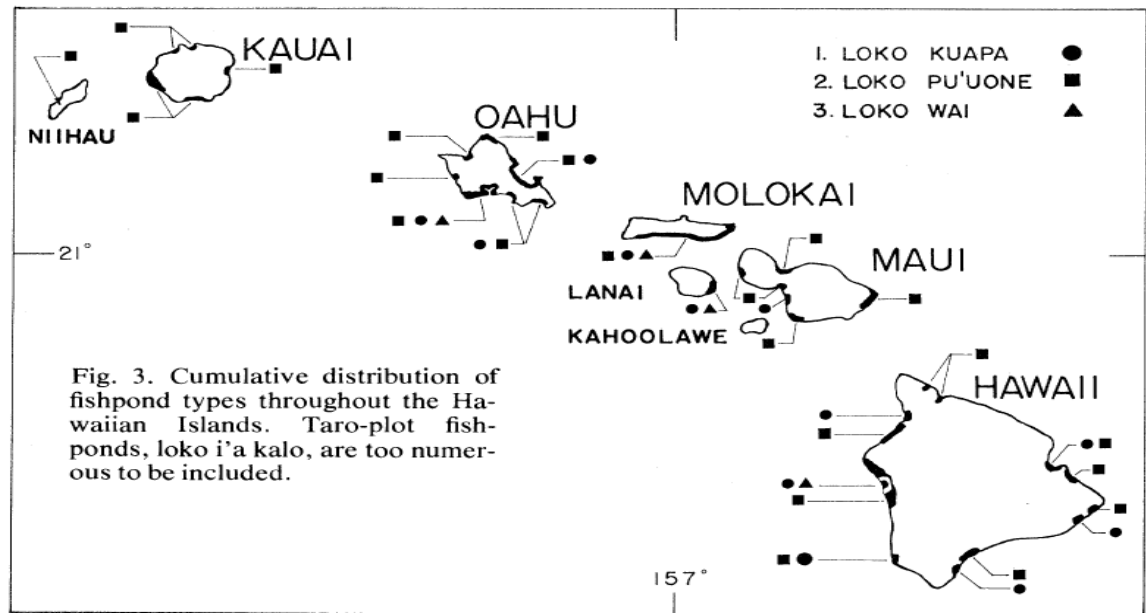 KAUAI
NIIHAU
OAHU
1. LOKO KUAPA ●
2. LOKO PU'UONE ■
3. LOKO WAI ▲
MOLOKAI
21°
MAUI
LANAI
KAHOOLAWE
HAWAII
Fig. 3. Cumulative distribution of
fishpond types throughout the Ha-
waiian Islands. Taro-plot fish-
ponds, loko i'a kalo, are too numer-
ous to be included.
157°